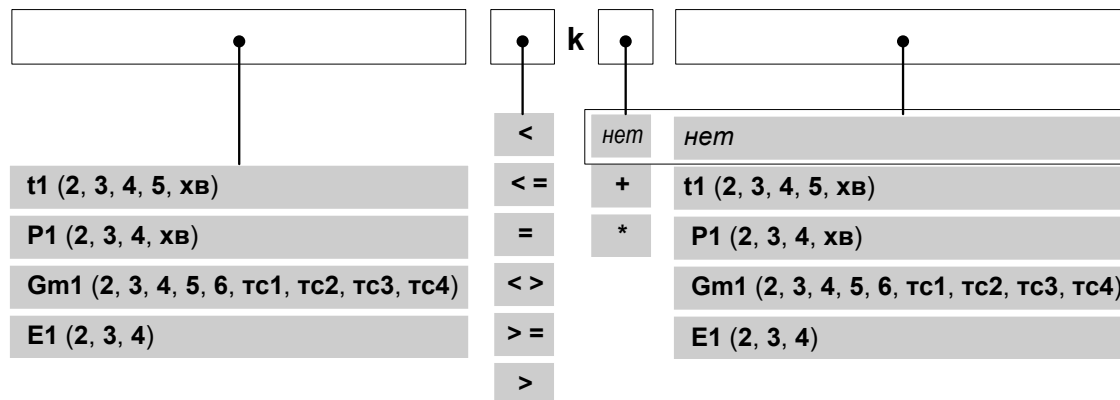 k
< нет нет
t1 (2, 3, 4, 5, хв) < = + t1 (2, 3, 4, 5, хв)
P1 (2, 3, 4, хв) = * P1 (2, 3, 4, хв)
Gm1 (2, 3, 4, 5, 6, тс1, тс2, тс3, тс4) < > Gm1 (2, 3, 4, 5, 6, тс1, тс2, тс3, тс4)
E1 (2, 3, 4) > = E1 (2, 3, 4)
>